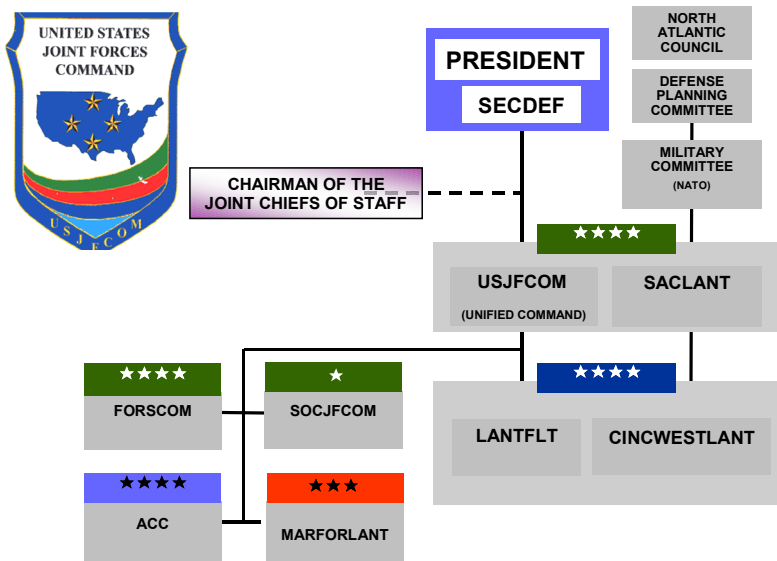 UNITED STATES
JOINT FORCES
COMMAND
USJFCOM
PRESIDENT
SECDEF
NORTH
ATLANTIC
COUNCIL
DEFENSE
PLANNING
COMMITTEE
MILITARY
COMMITTEE
(NATO)
CHAIRMAN OF THE
JOINT CHIEFS OF STAFF
USJFCOM
(UNIFIED COMMAND)
SACLANT
FORSCOM
SOCJFCOM
LANTFLT
CINCWESTLANT
ACC
MARFORLANT